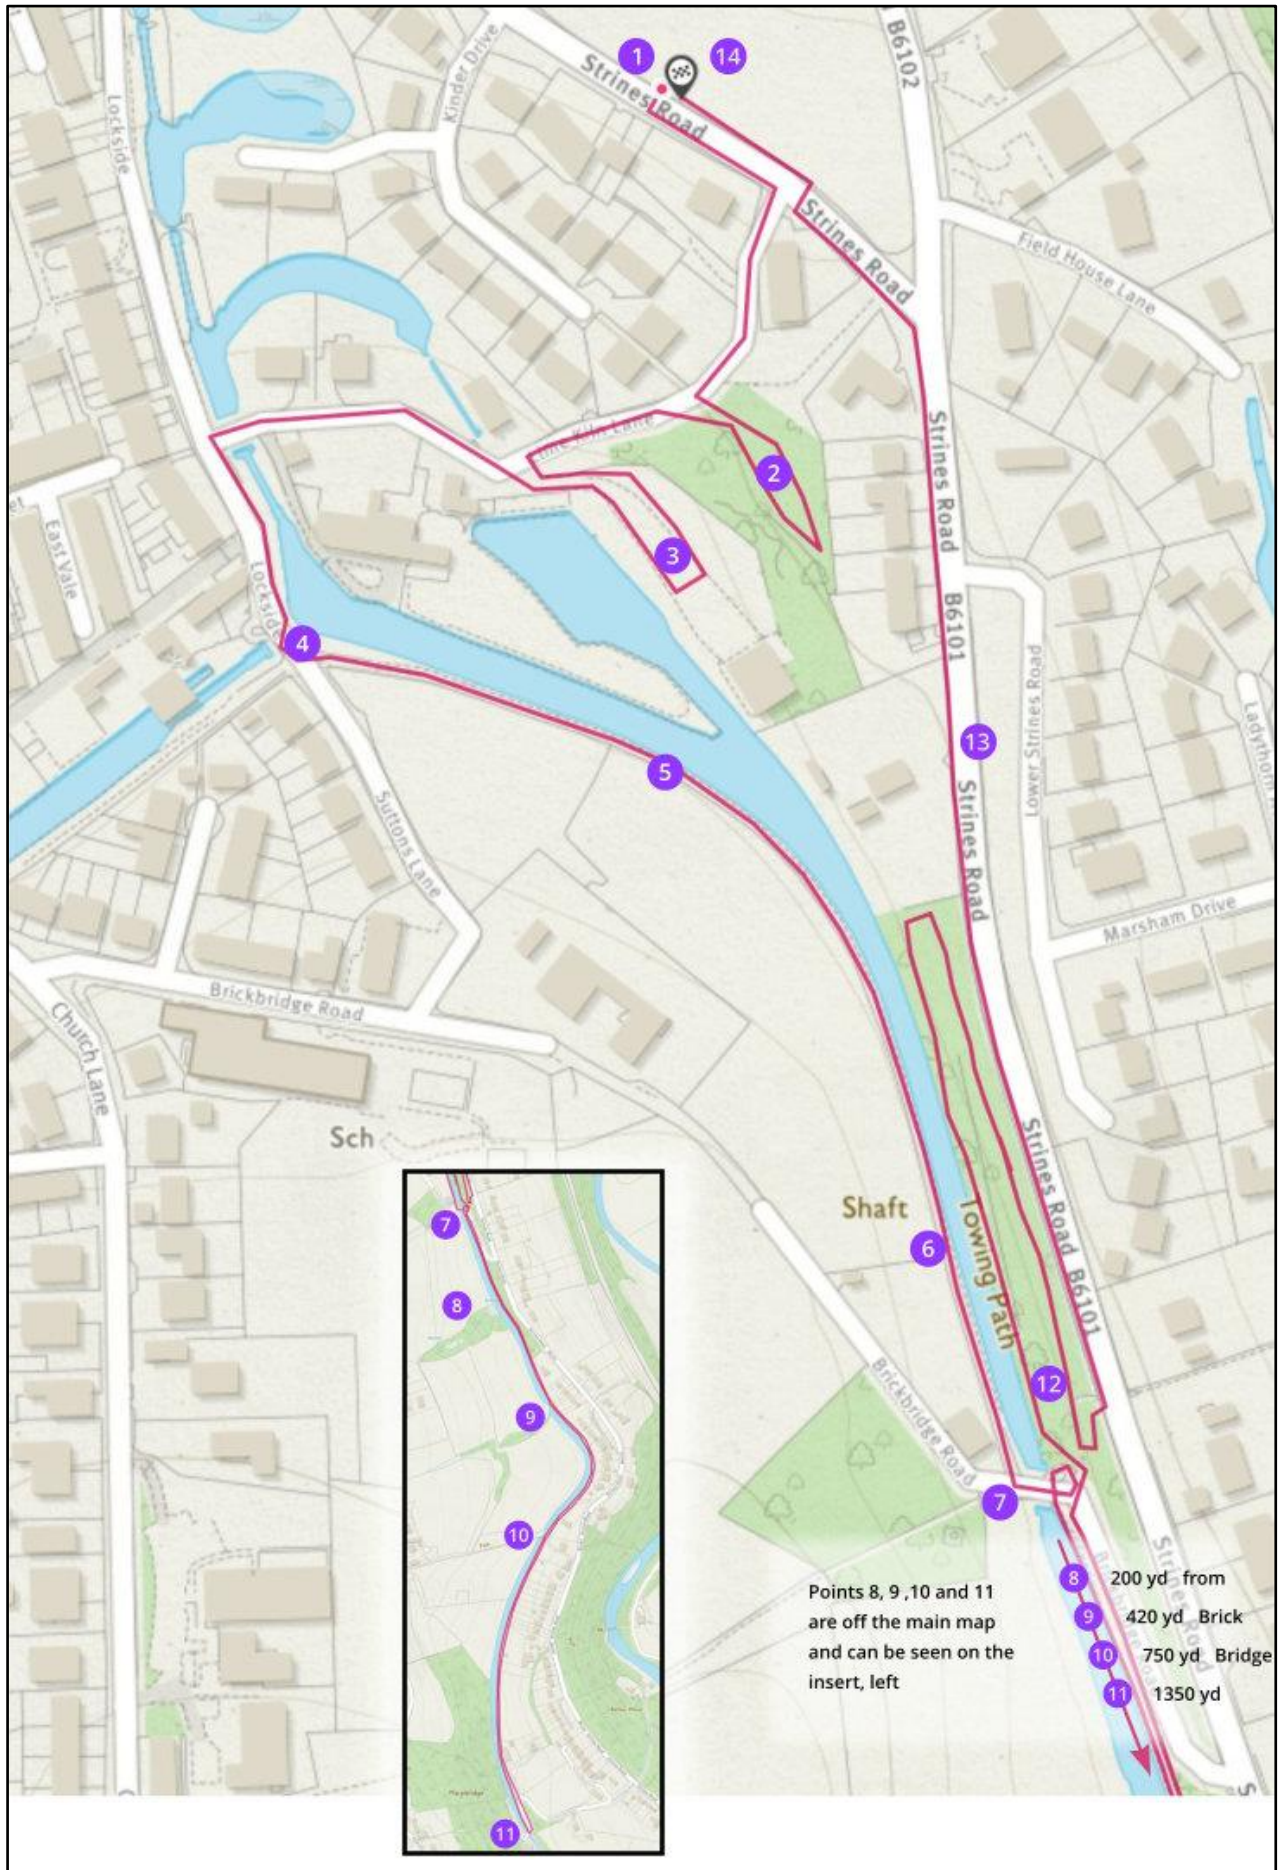 1
14
Strines Road
B6102
Kinder Drive
Lockside
Strines Road
Field House Lane
Lime Kiln Lane
2
Strines Road
3
East Vale
Lockside
B6101
4
Lower Strines Road
13
5
Suttons Lane
Strines Road
Marsham Drive
Brickbridge Road
Church Lane
Sch
Shaft
6
Towing Path
Strines Road B6101
7
8
9
10
11
12
Brickbridge Road
7
Strines Road
Points 8, 9 ,10 and 11
are off the main map
and can be seen on the
insert, left
8 200 yd from
9 420 yd Brick
10 750 yd Bridge
11 1350 yd